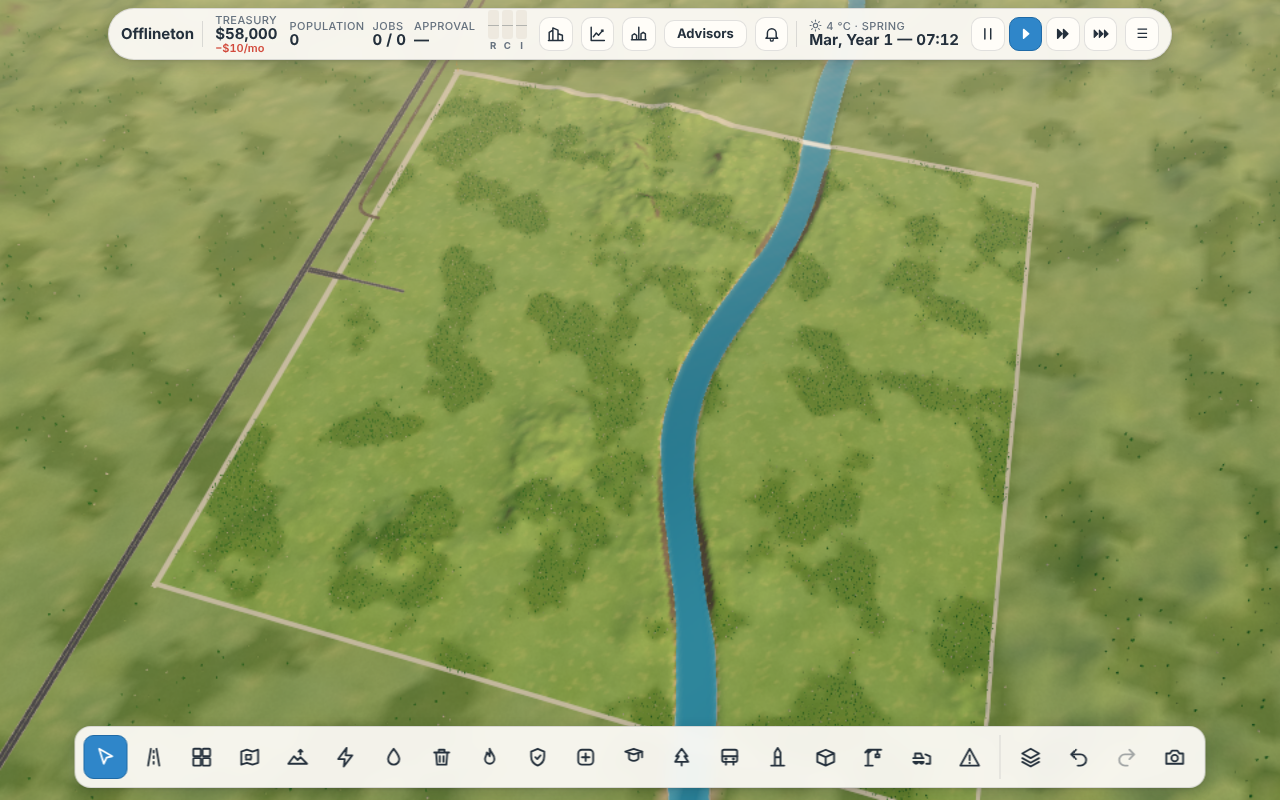 Offlineton
TREASURY
$58,000
−$10/mo
POPULATION
0
JOBS
0 / 0
APPROVAL
—
R C I
Advisors
4 °C · SPRING
Mar, Year 1 — 07:12